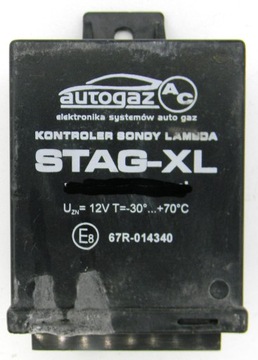 autogaz AC
elektronika systemów auto gaz
KONTROLER SONDY LAMBDA
STAG-XL
UZN= 12V T=-30°...+70°C
E8 67R-014340